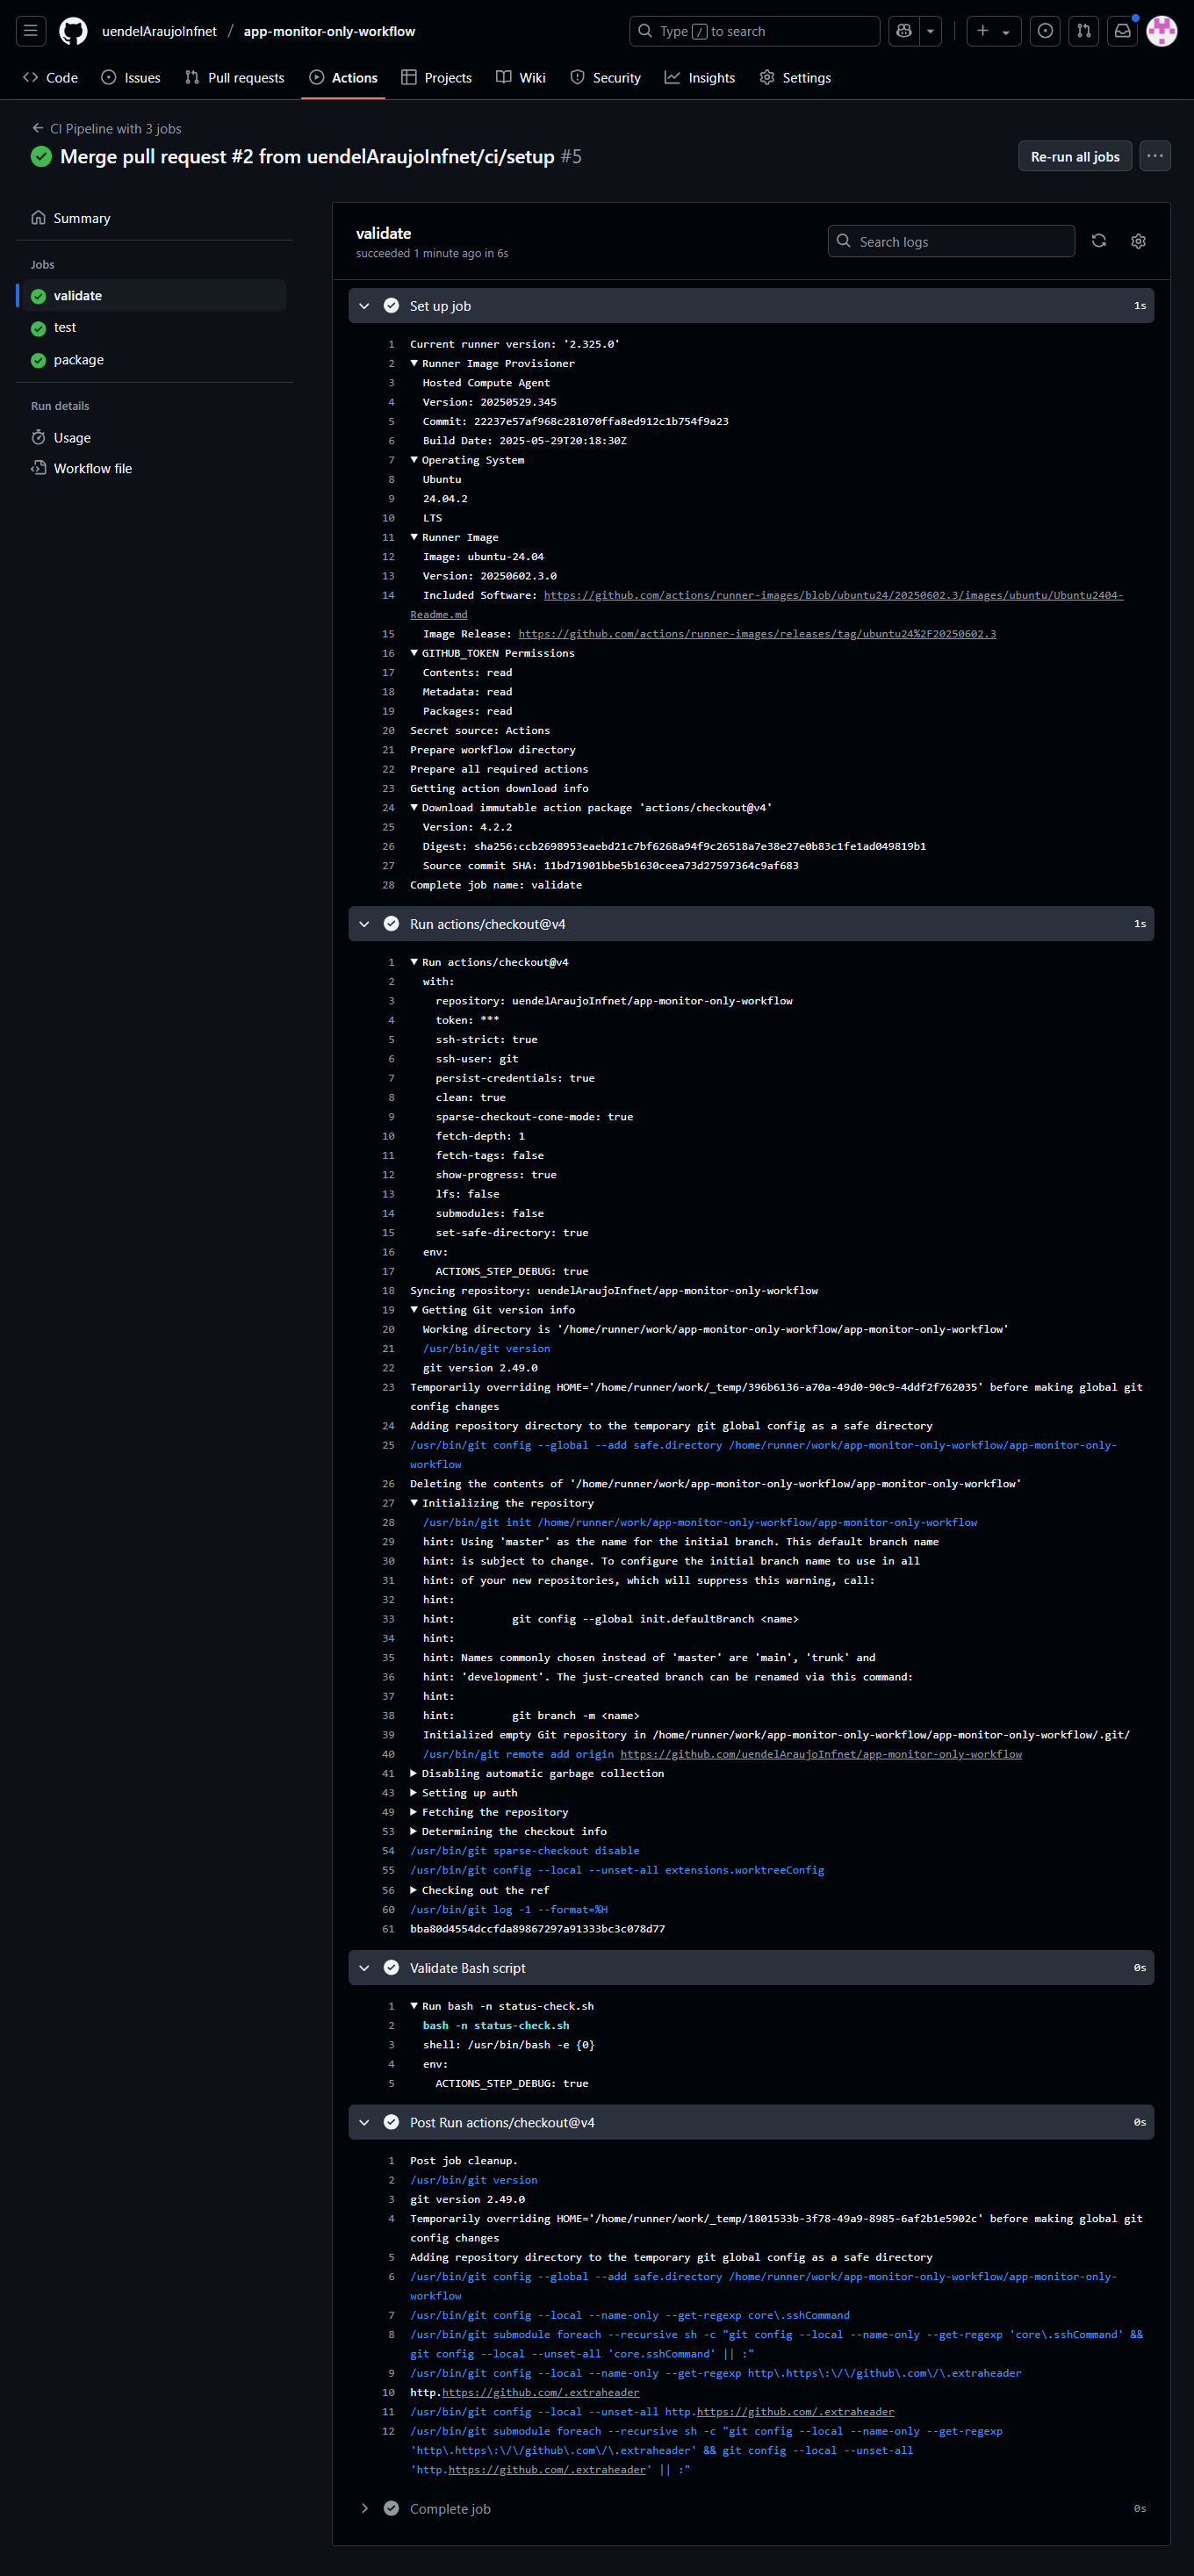 uendelAraujoInfnet / app-monitor-only-workflow
Type / to search
Code
Issues
Pull requests
Actions
Projects
Wiki
Security
Insights
Settings
CI Pipeline with 3 jobs
Merge pull request #2 from uendelAraujoInfnet/ci/setup #5
Re-run all jobs
Summary
Jobs
validate
test
package
Run details
Usage
Workflow file
validate
succeeded 1 minute ago in 6s
Search logs
Set up job 1s
1 Current runner version: '2.325.0'
2 ▼ Runner Image Provisioner
3 Hosted Compute Agent
4 Version: 20250529.345
5 Commit: 22237e57af968c281070ffa8ed912c1b754f9a23
6 Build Date: 2025-05-29T20:18:30Z
7 ▼ Operating System
8 Ubuntu
9 24.04.2
10 LTS
11 ▼ Runner Image
12 Image: ubuntu-24.04
13 Version: 20250602.3.0
14 Included Software: https://github.com/actions/runner-images/blob/ubuntu24/20250602.3/images/ubuntu/Ubuntu2404-
Readme.md
15 Image Release: https://github.com/actions/runner-images/releases/tag/ubuntu24%2F20250602.3
16 ▼ GITHUB_TOKEN Permissions
17 Contents: read
18 Metadata: read
19 Packages: read
20 Secret source: Actions
21 Prepare workflow directory
22 Prepare all required actions
23 Getting action download info
24 ▼ Download immutable action package 'actions/checkout@v4'
25 Version: 4.2.2
26 Digest: sha256:ccb2698953eaebd21c7bf6268a94f9c26518a7e38e27e0b83c1fe1ad049819b1
27 Source commit SHA: 11bd71901bbe5b1630ceea73d27597364c9af683
28 Complete job name: validate
Run actions/checkout@v4 1s
1 ▼ Run actions/checkout@v4
2 with:
3 repository: uendelAraujoInfnet/app-monitor-only-workflow
4 token: ***
5 ssh-strict: true
6 ssh-user: git
7 persist-credentials: true
8 clean: true
9 sparse-checkout-cone-mode: true
10 fetch-depth: 1
11 fetch-tags: false
12 show-progress: true
13 lfs: false
14 submodules: false
15 set-safe-directory: true
16 env:
17 ACTIONS_STEP_DEBUG: true
18 Syncing repository: uendelAraujoInfnet/app-monitor-only-workflow
19 ▼ Getting Git version info
20 Working directory is '/home/runner/work/app-monitor-only-workflow/app-monitor-only-workflow'
21 /usr/bin/git version
22 git version 2.49.0
23 Temporarily overriding HOME='/home/runner/work/_temp/396b6136-a70a-49d0-90c9-4ddf2f762035' before making global git
config changes
24 Adding repository directory to the temporary git global config as a safe directory
25 /usr/bin/git config --global --add safe.directory /home/runner/work/app-monitor-only-workflow/app-monitor-only-
workflow
26 Deleting the contents of '/home/runner/work/app-monitor-only-workflow/app-monitor-only-workflow'
27 ▼ Initializing the repository
28 /usr/bin/git init /home/runner/work/app-monitor-only-workflow/app-monitor-only-workflow
29 hint: Using 'master' as the name for the initial branch. This default branch name
30 hint: is subject to change. To configure the initial branch name to use in all
31 hint: of your new repositories, which will suppress this warning, call:
32 hint:
33 hint: git config --global init.defaultBranch <name>
34 hint:
35 hint: Names commonly chosen instead of 'master' are 'main', 'trunk' and
36 hint: 'development'. The just-created branch can be renamed via this command:
37 hint:
38 hint: git branch -m <name>
39 Initialized empty Git repository in /home/runner/work/app-monitor-only-workflow/app-monitor-only-workflow/.git/
40 /usr/bin/git remote add origin https://github.com/uendelAraujoInfnet/app-monitor-only-workflow
41 ▶ Disabling automatic garbage collection
43 ▶ Setting up auth
49 ▶ Fetching the repository
53 ▶ Determining the checkout info
54 /usr/bin/git sparse-checkout disable
55 /usr/bin/git config --local --unset-all extensions.worktreeConfig
56 ▶ Checking out the ref
60 /usr/bin/git log -1 --format=%H
61 bba80d4554dccfda89867297a91333bc3c078d77
Validate Bash script 0s
1 ▼ Run bash -n status-check.sh
2 bash -n status-check.sh
3 shell: /usr/bin/bash -e {0}
4 env:
5 ACTIONS_STEP_DEBUG: true
Post Run actions/checkout@v4 0s
1 Post job cleanup.
2 /usr/bin/git version
3 git version 2.49.0
4 Temporarily overriding HOME='/home/runner/work/_temp/1801533b-3f78-49a9-8985-6af2b1e5902c' before making global git
config changes
5 Adding repository directory to the temporary git global config as a safe directory
6 /usr/bin/git config --global --add safe.directory /home/runner/work/app-monitor-only-workflow/app-monitor-only-
workflow
7 /usr/bin/git config --local --name-only --get-regexp core\.sshCommand
8 /usr/bin/git submodule foreach --recursive sh -c "git config --local --name-only --get-regexp 'core\.sshCommand' &&
git config --local --unset-all 'core.sshCommand' || :"
9 /usr/bin/git config --local --name-only --get-regexp http\.https\:\/\/github\.com\/\.extraheader
10 http.https://github.com/.extraheader
11 /usr/bin/git config --local --unset-all http.https://github.com/.extraheader
12 /usr/bin/git submodule foreach --recursive sh -c "git config --local --name-only --get-regexp
'http\.https\:\/\/github\.com\/\.extraheader' && git config --local --unset-all
'http.https://github.com/.extraheader' || :"
Complete job 0s